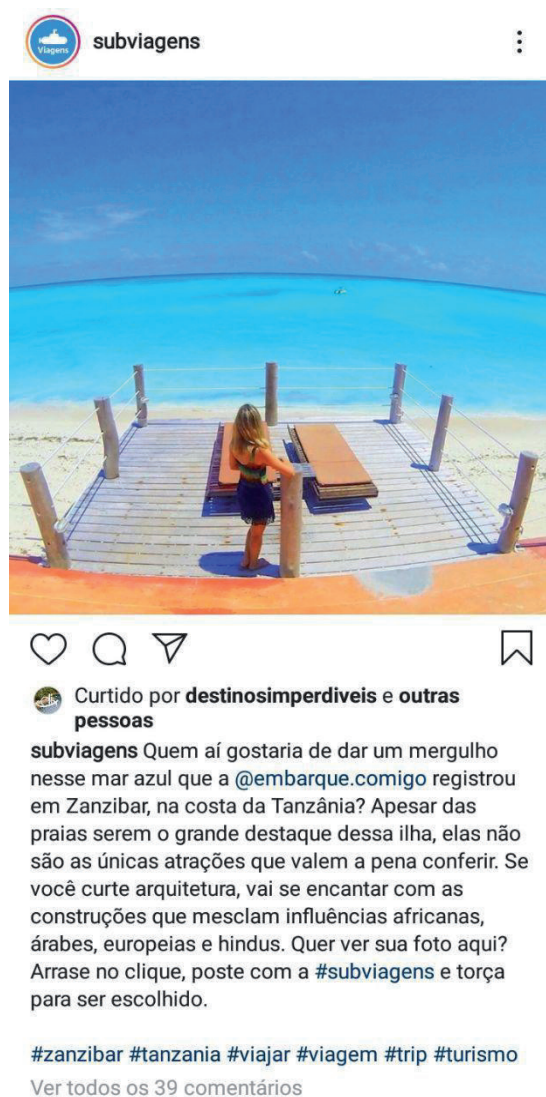 Viagens
subviagens
Curtido por destinosimperdiveis e outras
pessoas
subviagens Quem aí gostaria de dar um mergulho
nesse mar azul que a @embarque.comigo registrou
em Zanzibar, na costa da Tanzânia? Apesar das
praias serem o grande destaque dessa ilha, elas não
são as únicas atrações que valem a pena conferir. Se
você curte arquitetura, vai se encantar com as
construções que mesclam influências africanas,
árabes, europeias e hindus. Quer ver sua foto aqui?
Arrase no clique, poste com a #subviagens e torça
para ser escolhido.
#zanzibar #tanzania #viajar #viagem #trip #turismo
Ver todos os 39 comentários